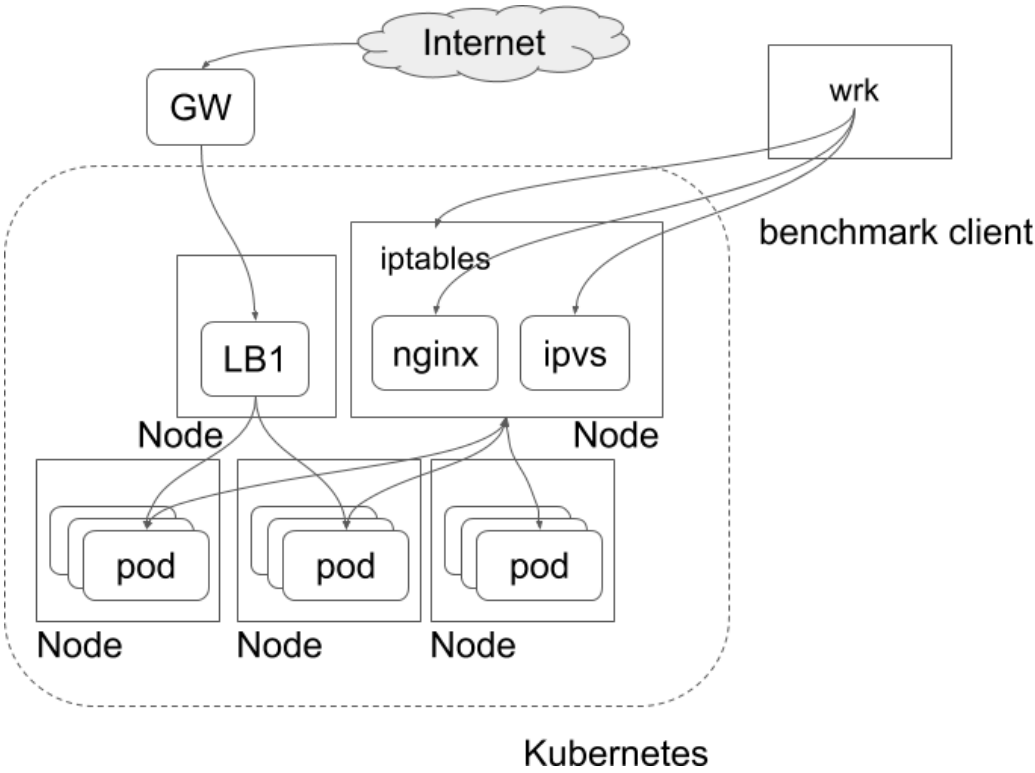 Internet
GW
wrk
benchmark client
iptables
LB1
nginx
ipvs
Node
Node
pod
pod
pod
Node
Node
Node
Kubernetes